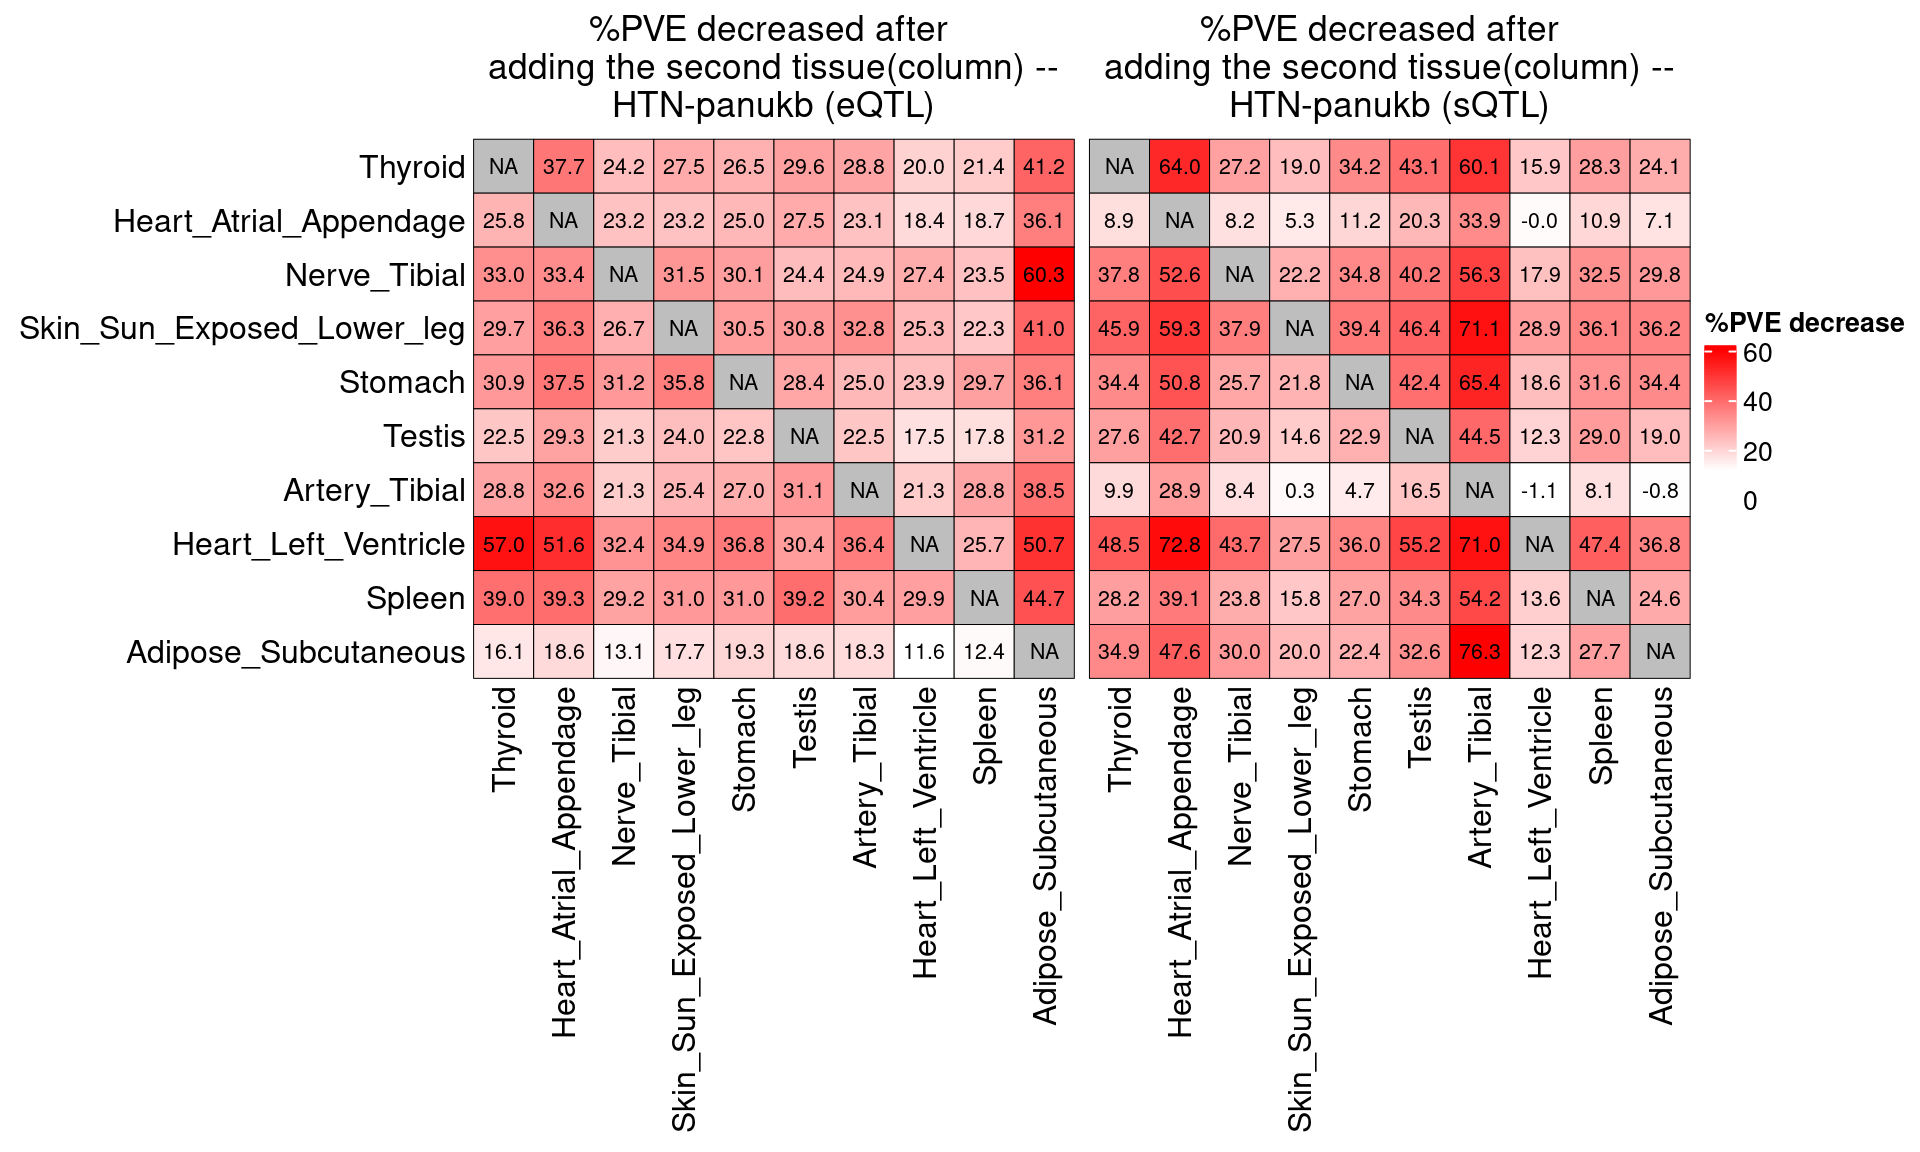 %PVE decreased after
adding the second tissue(column) --
HTN-panukb (eQTL)
%PVE decreased after
adding the second tissue(column) --
HTN-panukb (sQTL)
Thyroid NA 37.7 24.2 27.5 26.5 29.6 28.8 20.0 21.4 41.2 NA 64.0 27.2 19.0 34.2 43.1 60.1 15.9 28.3 24.1
Heart_Atrial_Appendage 25.8 NA 23.2 23.2 25.0 27.5 23.1 18.4 18.7 36.1 8.9 NA 8.2 5.3 11.2 20.3 33.9 -0.0 10.9 7.1
Nerve_Tibial 33.0 33.4 NA 31.5 30.1 24.4 24.9 27.4 23.5 60.3 37.8 52.6 NA 22.2 34.8 40.2 56.3 17.9 32.5 29.8
Skin_Sun_Exposed_Lower_leg 29.7 36.3 26.7 NA 30.5 30.8 32.8 25.3 22.3 41.0 45.9 59.3 37.9 NA 39.4 46.4 71.1 28.9 36.1 36.2
Stomach 30.9 37.5 31.2 35.8 NA 28.4 25.0 23.9 29.7 36.1 34.4 50.8 25.7 21.8 NA 42.4 65.4 18.6 31.6 34.4
Testis 22.5 29.3 21.3 24.0 22.8 NA 22.5 17.5 17.8 31.2 27.6 42.7 20.9 14.6 22.9 NA 44.5 12.3 29.0 19.0
Artery_Tibial 28.8 32.6 21.3 25.4 27.0 31.1 NA 21.3 28.8 38.5 9.9 28.9 8.4 0.3 4.7 16.5 NA -1.1 8.1 -0.8
Heart_Left_Ventricle 57.0 51.6 32.4 34.9 36.8 30.4 36.4 NA 25.7 50.7 48.5 72.8 43.7 27.5 36.0 55.2 71.0 NA 47.4 36.8
Spleen 39.0 39.3 29.2 31.0 31.0 39.2 30.4 29.9 NA 44.7 28.2 39.1 23.8 15.8 27.0 34.3 54.2 13.6 NA 24.6
Adipose_Subcutaneous 16.1 18.6 13.1 17.7 19.3 18.6 18.3 11.6 12.4 NA 34.9 47.6 30.0 20.0 22.4 32.6 76.3 12.3 27.7 NA
Thyroid
Heart_Atrial_Appendage
Nerve_Tibial
Skin_Sun_Exposed_Lower_leg
Stomach
Testis
Artery_Tibial
Heart_Left_Ventricle
Spleen
Adipose_Subcutaneous
Thyroid
Heart_Atrial_Appendage
Nerve_Tibial
Skin_Sun_Exposed_Lower_leg
Stomach
Testis
Artery_Tibial
Heart_Left_Ventricle
Spleen
Adipose_Subcutaneous
%PVE decrease
60
40
20
0